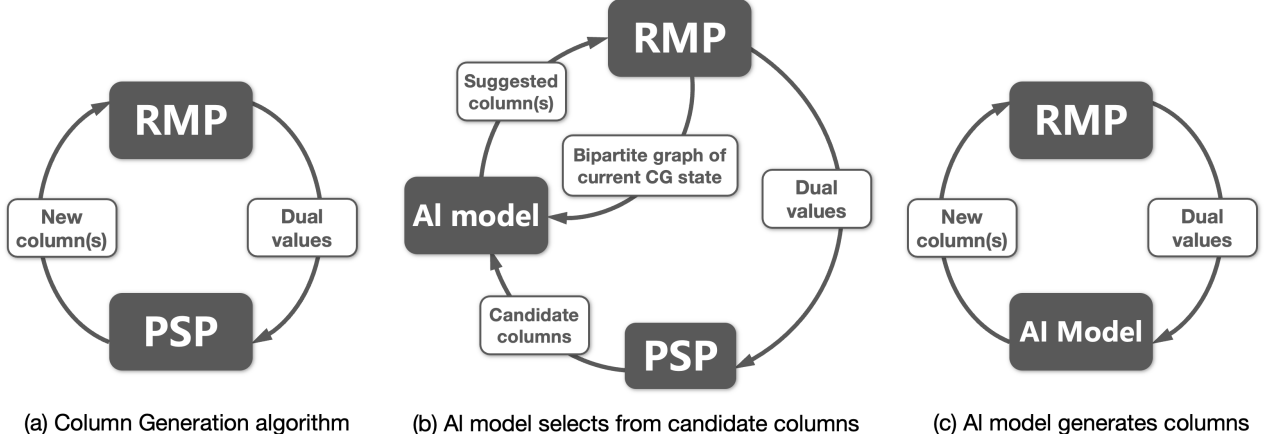 RMP
New
column(s)
Dual
values
PSP
(a) Column Generation algorithm
RMP
Suggested
column(s)
Bipartite graph of
current CG state
AI model
Dual
values
Candidate
columns
PSP
(b) AI model selects from candidate columns
RMP
New
column(s)
Dual
values
AI Model
(c) AI model generates columns